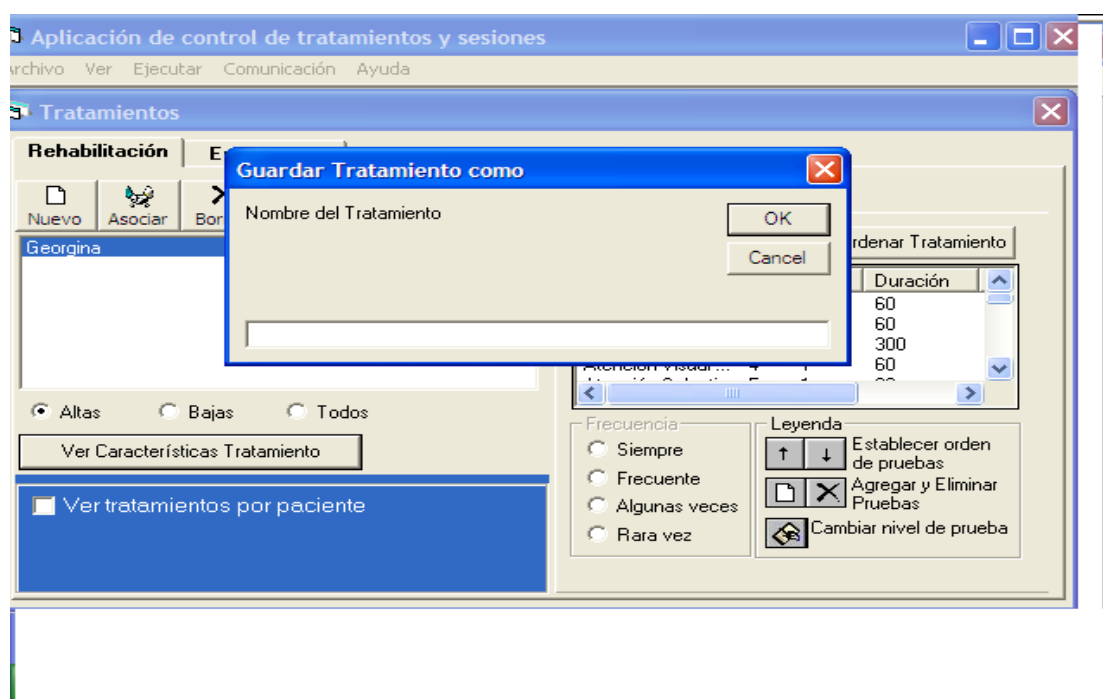 Aplicación de control de tratamientos y sesiones
Archivo Ver Ejecutar Comunicación Ayuda
Tratamientos
Rehabilitación
Guardar Tratamiento como
Nombre del Tratamiento
OK
Cancel
Nuevo Asociar
Georgina
Tratamiento
Duración
60
60
300
60
Altas Bajas Todos
Ver Características Tratamiento
Ver tratamientos por paciente
Frecuencia
Siempre
Frecuente
Algunas veces
Rara vez
Leyenda
Establecer orden
de pruebas
Agregar y Eliminar
Pruebas
Cambiar nivel de prueba